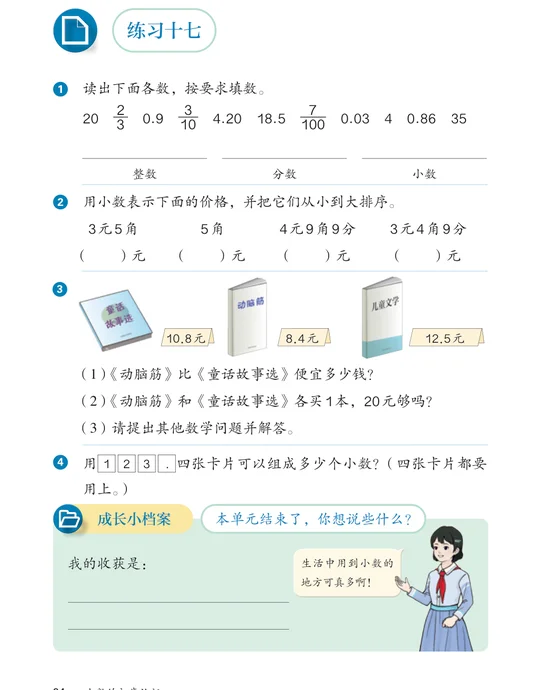 练习十七
1 读出下面各数，按要求填数。
20 2/3 0.9 3/10 4.20 18.5 7/100 0.03 4 0.86 35
整数 分数 小数
2 用小数表示下面的价格，并把它们从小到大排序。
3元5角 5角 4元9角9分 3元4角9分
（ ）元 （ ）元 （ ）元 （ ）元
3
童话故事选
10.8元
动脑筋
8.4元
儿童文学
12.5元
（1）《动脑筋》比《童话故事选》便宜多少钱？
（2）《动脑筋》和《童话故事选》各买1本，20元够吗？
（3）请提出其他数学问题并解答。
4 用 1 2 3 . 四张卡片可以组成多少个小数？（四张卡片都要
用上。）
成长小档案
本单元结束了，你想说些什么？
我的收获是：
生活中用到小数的
地方可真多啊！